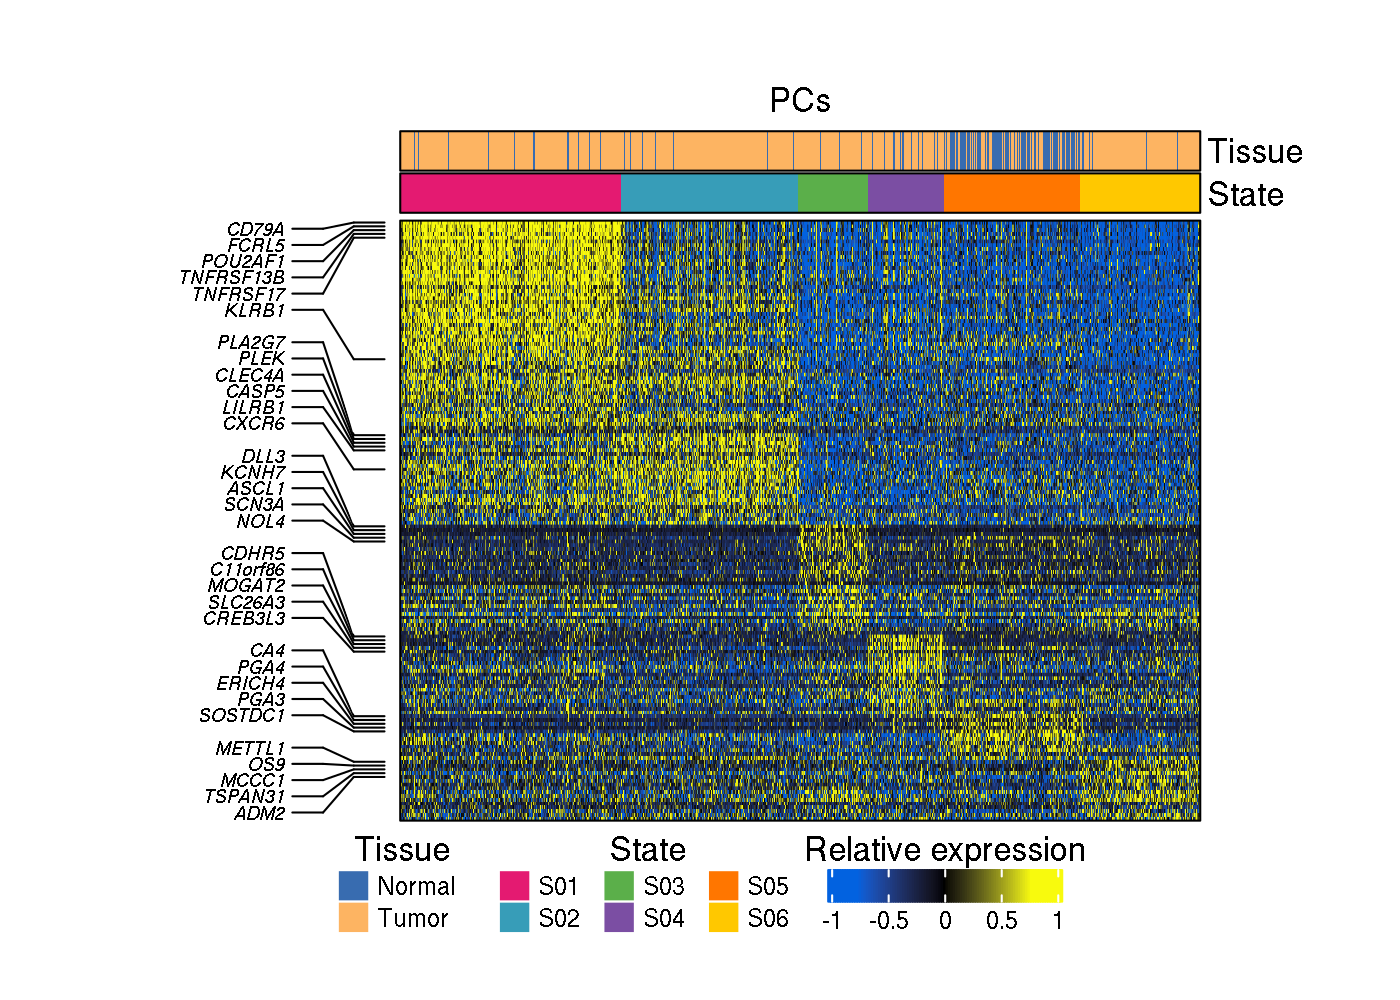 PCs
Tissue
State
CD79A
FCRL5
POU2AF1
TNFRSF13B
TNFRSF17
KLRB1
PLA2G7
PLEK
CLEC4A
CASP5
LILRB1
CXCR6
DLL3
KCNH7
ASCL1
SCN3A
NOL4
CDHR5
C11orf86
MOGAT2
SLC26A3
CREB3L3
CA4
PGA4
ERICH4
PGA3
SOSTDC1
METTL1
OS9
MCCC1
TSPAN31
ADM2
Tissue State Relative expression
Normal S01 S03 S05
Tumor S02 S04 S06
-1 -0.5 0 0.5 1